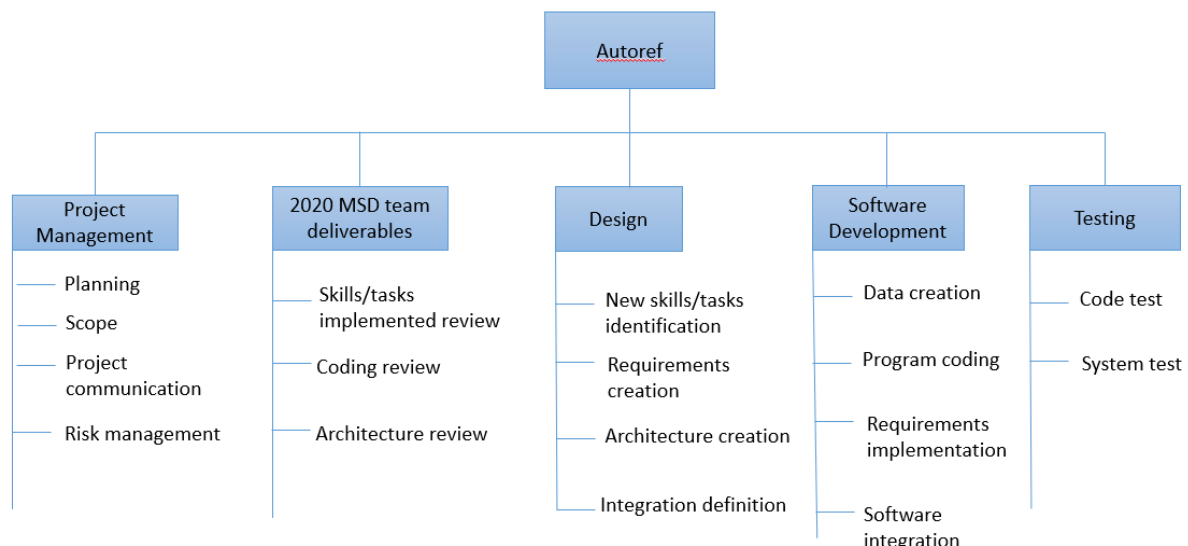 Autoref
Project
Management
Planning
Scope
Project
communication
Risk management
2020 MSD team
deliverables
Skills/tasks
implemented review
Coding review
Architecture review
Design
New skills/tasks
identification
Requirements
creation
Architecture creation
Integration definition
Software
Development
Data creation
Program coding
Requirements
implementation
Software
integration
Testing
Code test
System test